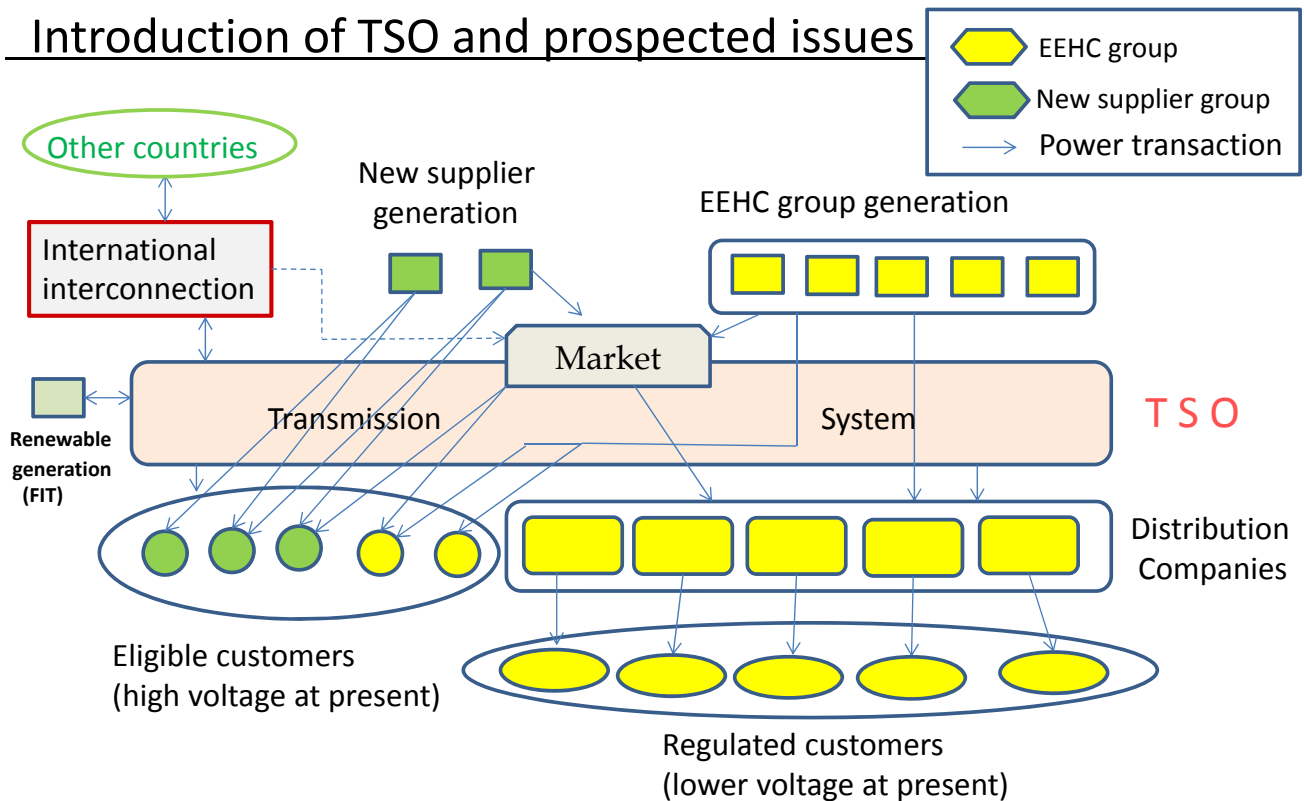 Introduction of TSO and prospected issues
EEHC group
New supplier group
Power transaction
Other countries
New supplier
generation
EEHC group generation
International
interconnection
Market
Transmission
System
T S O
Renewable
generation
(FIT)
Distribution
Companies
Eligible customers
(high voltage at present)
Regulated customers
(lower voltage at present)